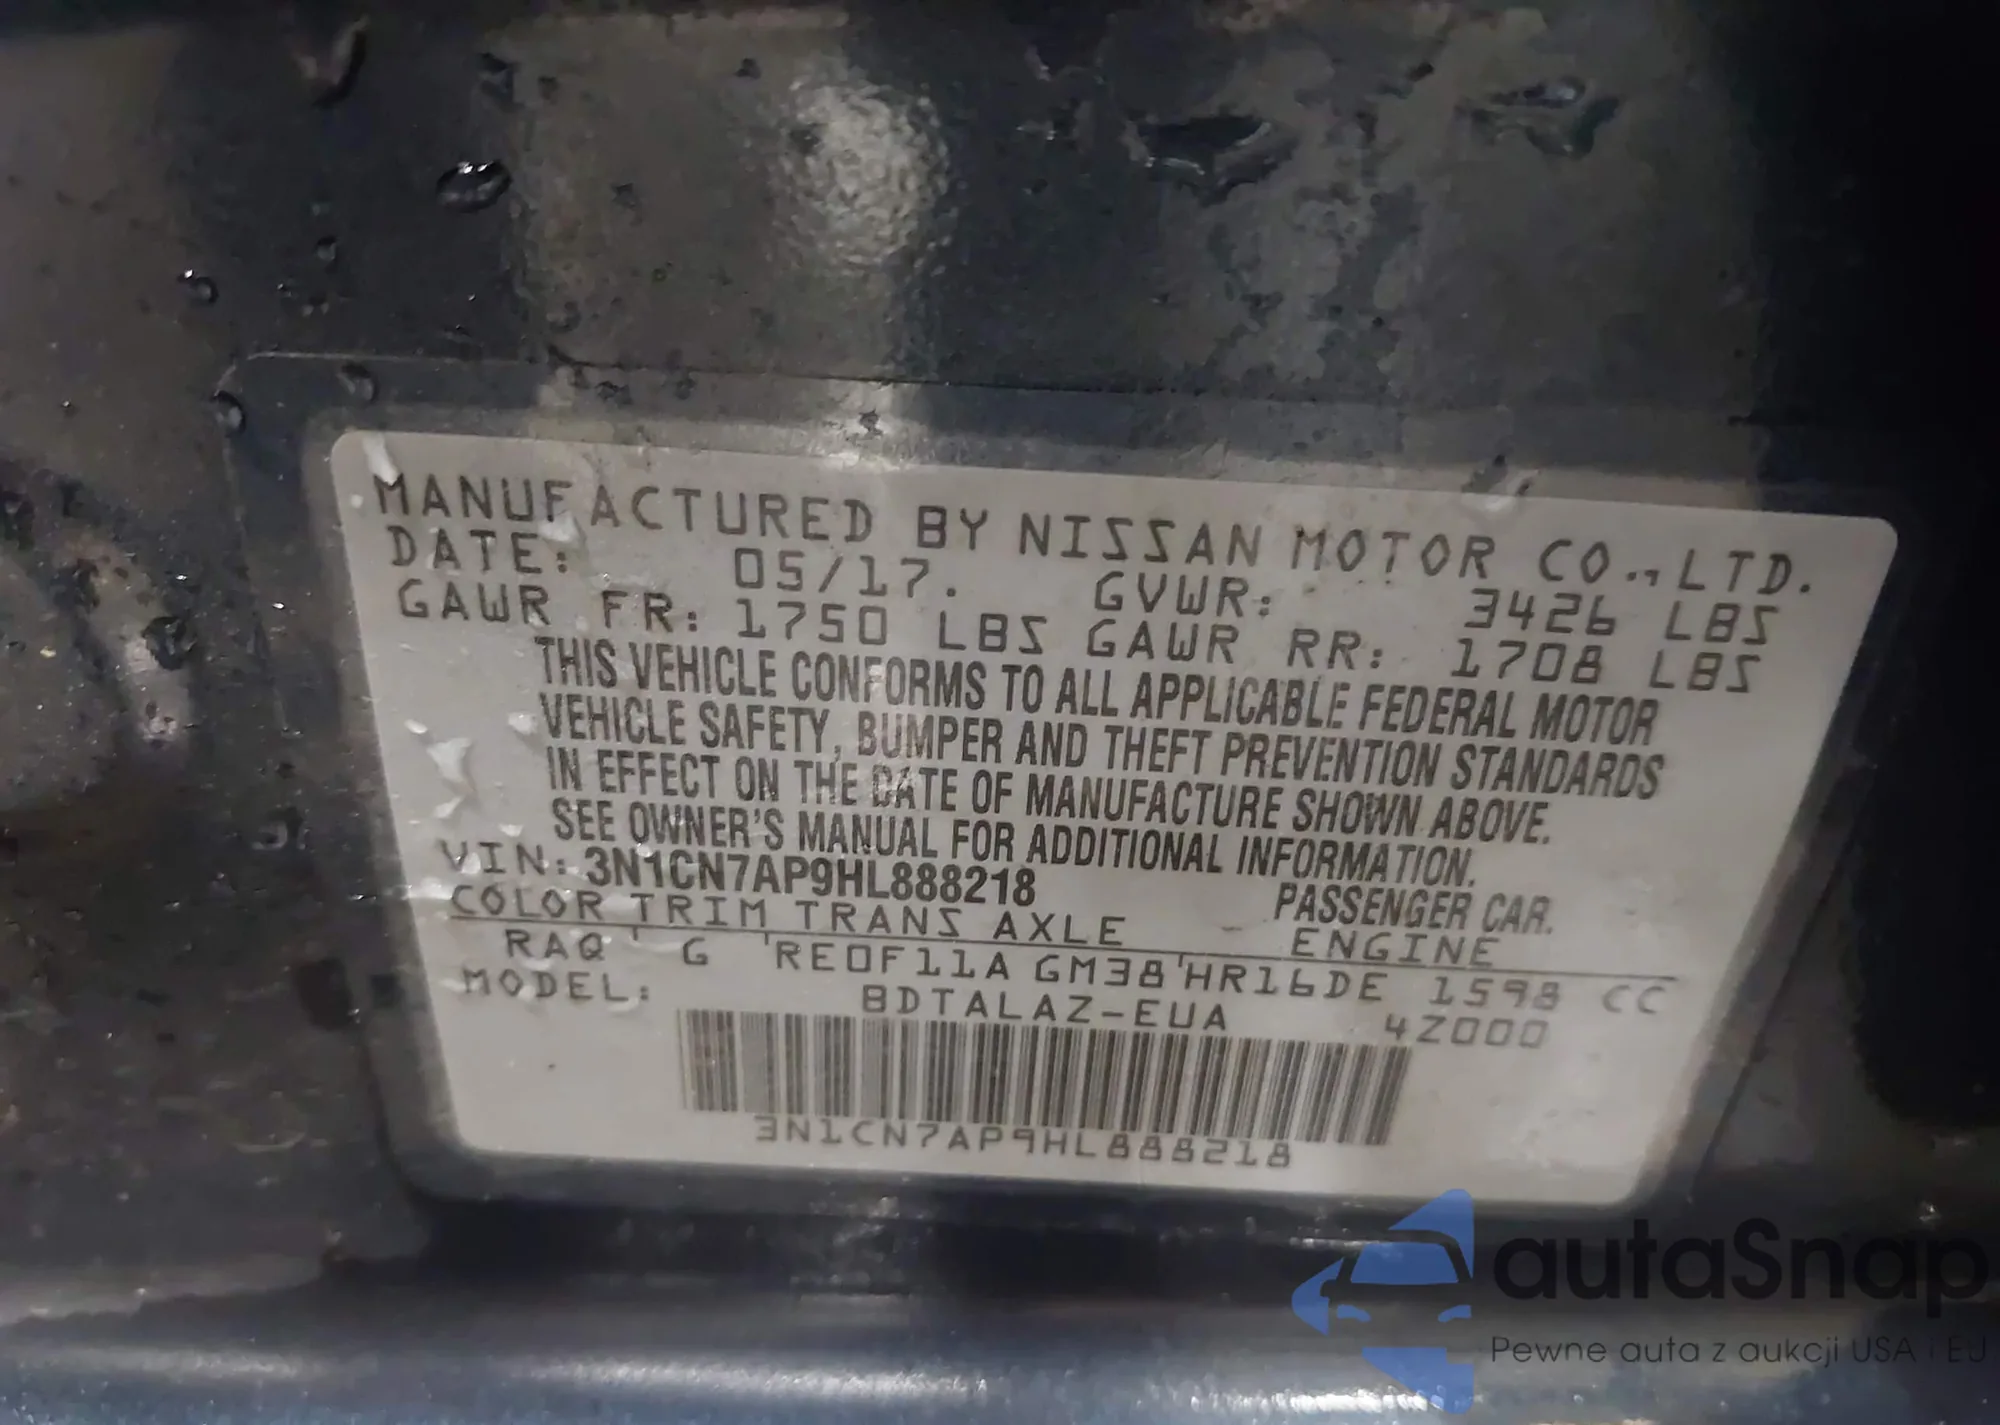 MANUFACTURED BY NISSAN MOTOR CO., LTD.
DATE: 05/17. GVWR: 3426 LBS
GAWR FR: 1750 LBS GAWR RR: 1708 LBS
THIS VEHICLE CONFORMS TO ALL APPLICABLE FEDERAL MOTOR
VEHICLE SAFETY, BUMPER AND THEFT PREVENTION STANDARDS
IN EFFECT ON THE DATE OF MANUFACTURE SHOWN ABOVE.
SEE OWNER'S MANUAL FOR ADDITIONAL INFORMATION.
VIN: 3N1CN7AP9HL888218 PASSENGER CAR.
COLOR TRIM TRANS AXLE ENGINE
RAQ G RE0F11A GM38 HR16DE 1598 CC
MODEL: BDTALAZ-EUA 4Z000
3N1CN7AP9HL888218
autaSnap
Pewne auta z aukcji USA i EU